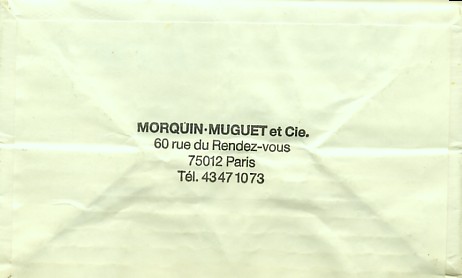 MORQUIN·MUGUET et Cie.
60 rue du Rendez-vous
75012 Paris
Tél. 43 47 10 73